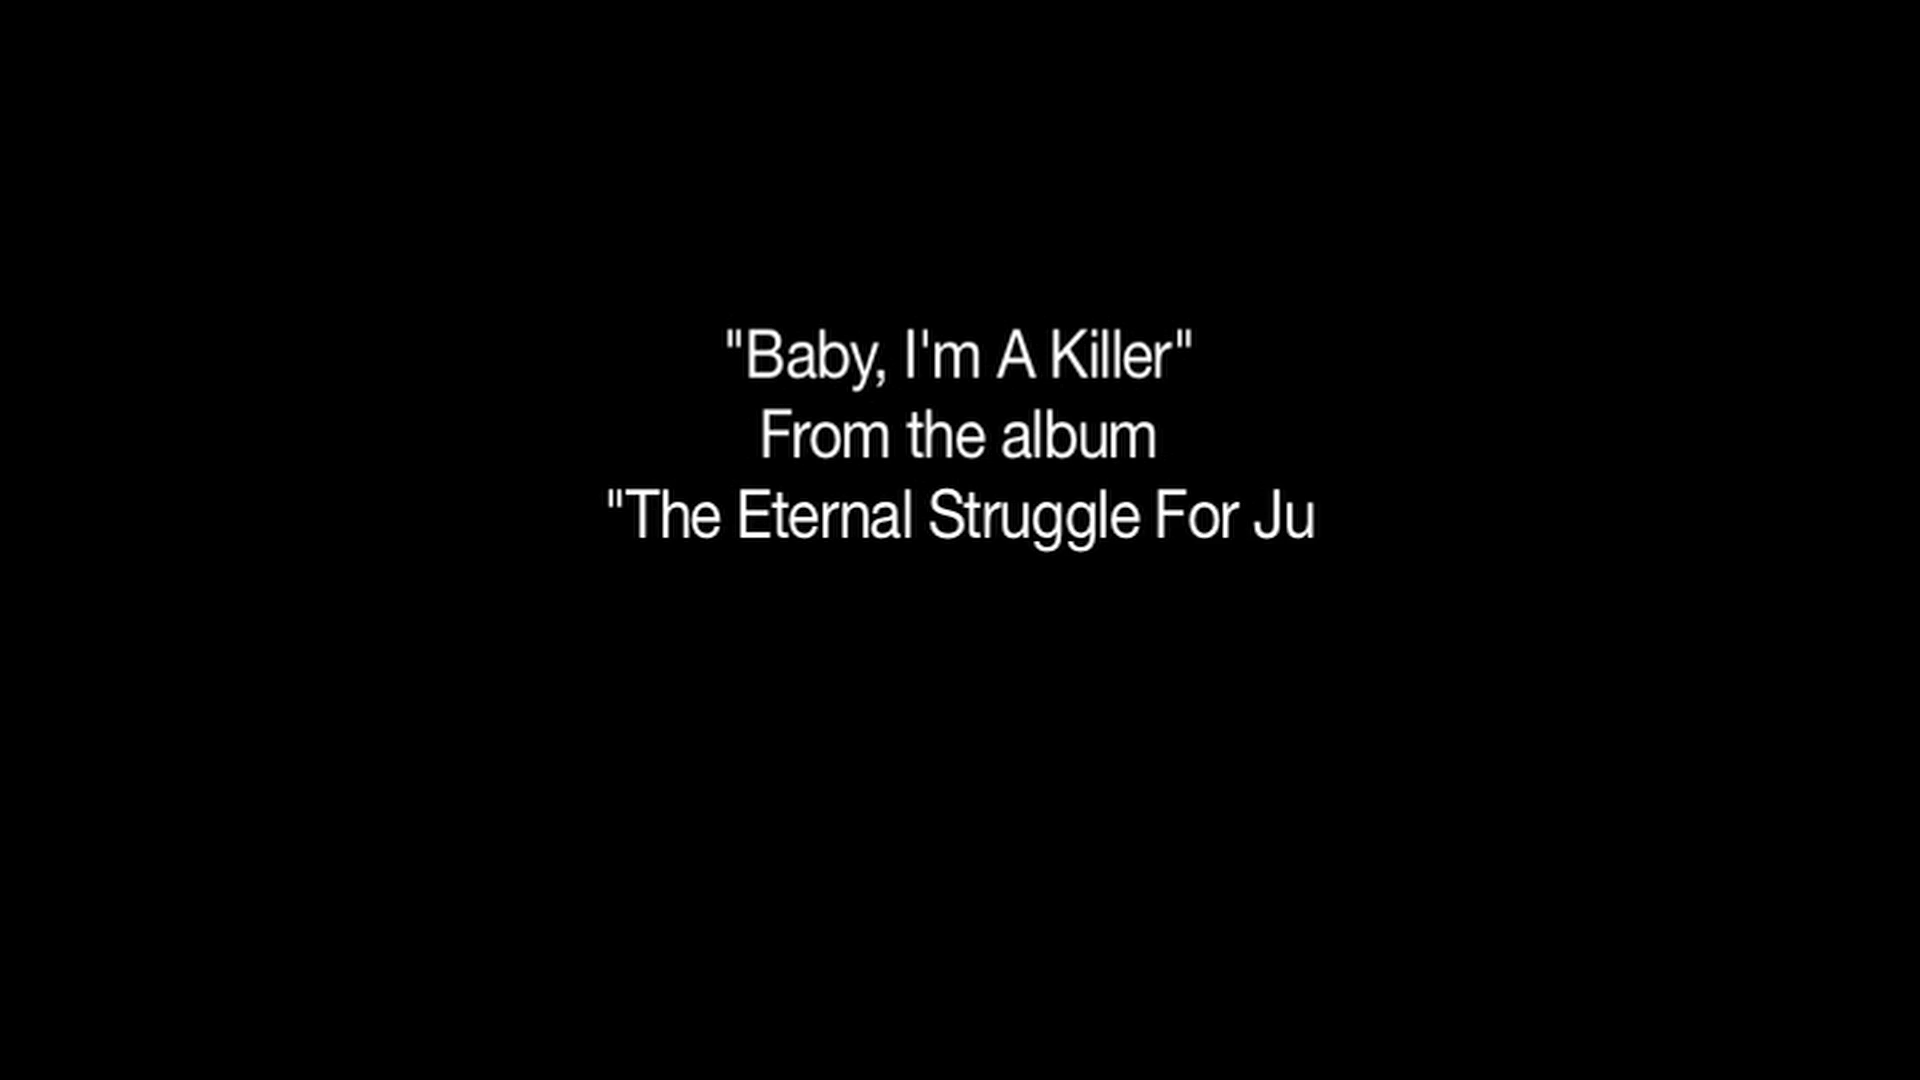 "Baby, I'm A Killer"
From the album
"The Eternal Struggle For Ju